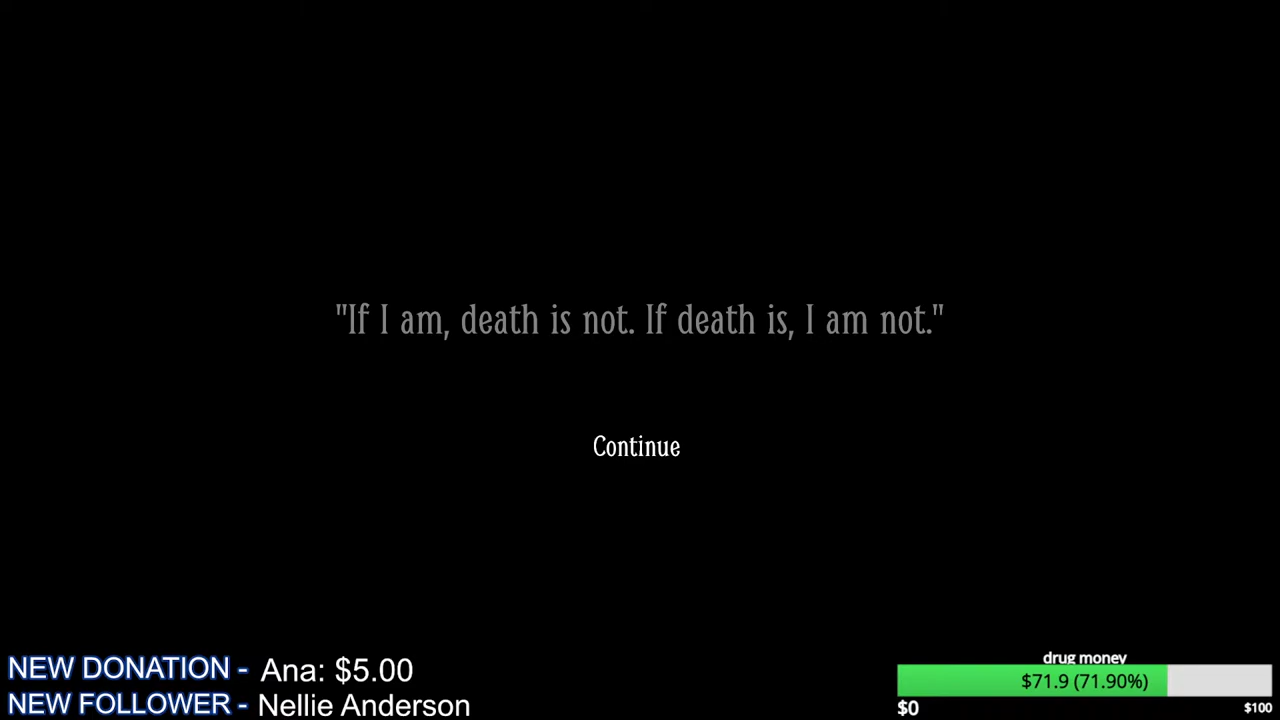 "If I am, death is not. If death is, I am not."
Continue
NEW DONATION - Ana: $5.00
NEW FOLLOWER - Nellie Anderson
drug money
$71.9 (71.90%)
$0 $100